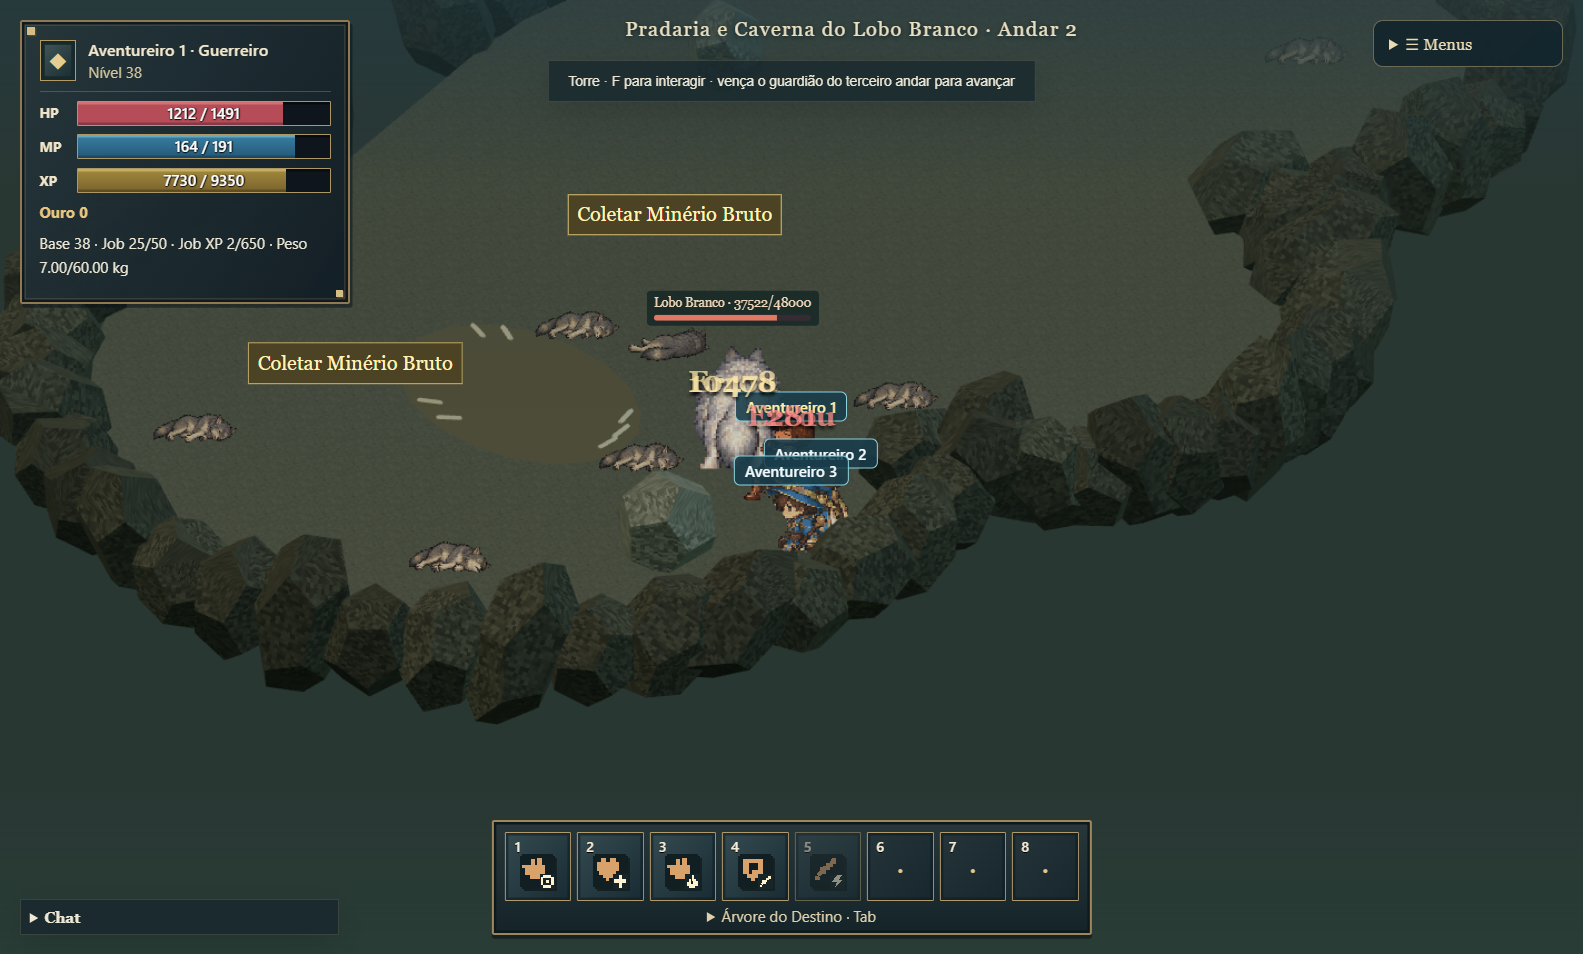 Pradaria e Caverna do Lobo Branco · Andar 2
Torre · F para interagir · vença o guardião do terceiro andar para avançar
☰ Menus
Aventureiro 1 · Guerreiro
Nível 38
HP 1212 / 1491
MP 164 / 191
XP 7730 / 9350
Ouro 0
Base 38 · Job 25/50 · Job XP 2/650 · Peso
7.00/60.00 kg
Coletar Minério Bruto
Lobo Branco · 37522/48000
Coletar Minério Bruto
Aventureiro 1
Aventureiro 2
Aventureiro 3
1 2 3 4 5 6 7 8
Árvore do Destino · Tab
Chat